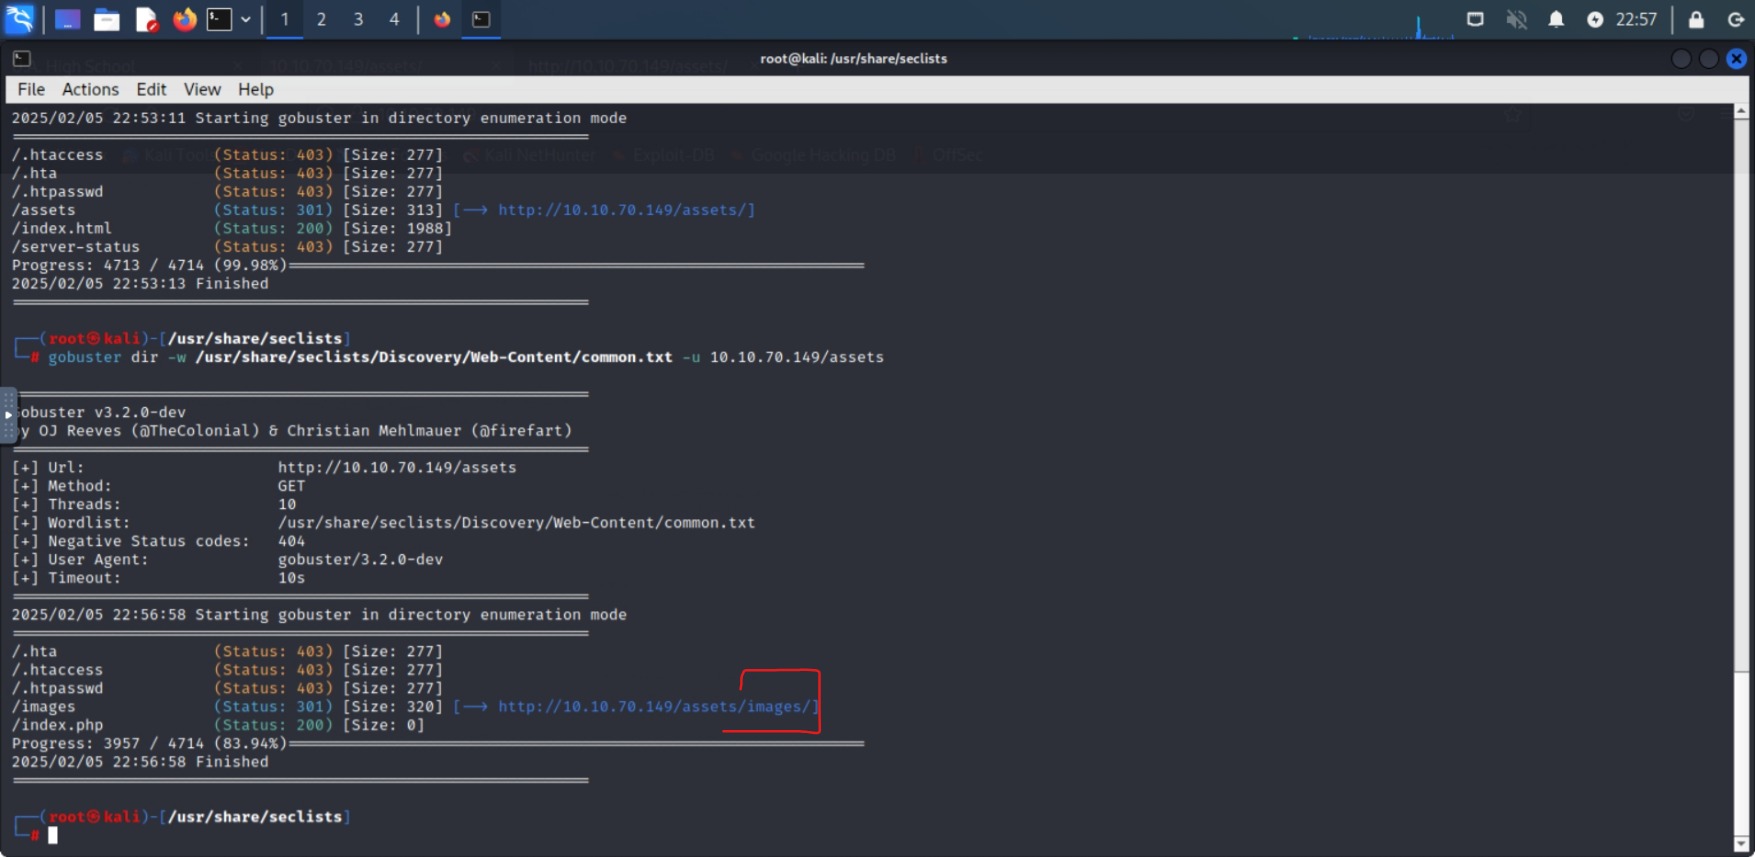 1 2 3 4 22:57
root@kali: /usr/share/seclists
File Actions Edit View Help
2025/02/05 22:53:11 Starting gobuster in directory enumeration mode
/.htaccess (Status: 403) [Size: 277]
/.hta (Status: 403) [Size: 277]
/.htpasswd (Status: 403) [Size: 277]
/assets (Status: 301) [Size: 313] [--> http://10.10.70.149/assets/]
/index.html (Status: 200) [Size: 1988]
/server-status (Status: 403) [Size: 277]
Progress: 4713 / 4714 (99.98%)
2025/02/05 22:53:13 Finished
(root㉿kali)-[/usr/share/seclists]
# gobuster dir -w /usr/share/seclists/Discovery/Web-Content/common.txt -u 10.10.70.149/assets
obuster v3.2.0-dev
by OJ Reeves (@TheColonial) & Christian Mehlmauer (@firefart)
[+] Url: http://10.10.70.149/assets
[+] Method: GET
[+] Threads: 10
[+] Wordlist: /usr/share/seclists/Discovery/Web-Content/common.txt
[+] Negative Status codes: 404
[+] User Agent: gobuster/3.2.0-dev
[+] Timeout: 10s
2025/02/05 22:56:58 Starting gobuster in directory enumeration mode
/.hta (Status: 403) [Size: 277]
/.htaccess (Status: 403) [Size: 277]
/.htpasswd (Status: 403) [Size: 277]
/images (Status: 301) [Size: 320] [--> http://10.10.70.149/assets/images/]
/index.php (Status: 200) [Size: 0]
Progress: 3957 / 4714 (83.94%)
2025/02/05 22:56:58 Finished
(root㉿kali)-[/usr/share/seclists]
#